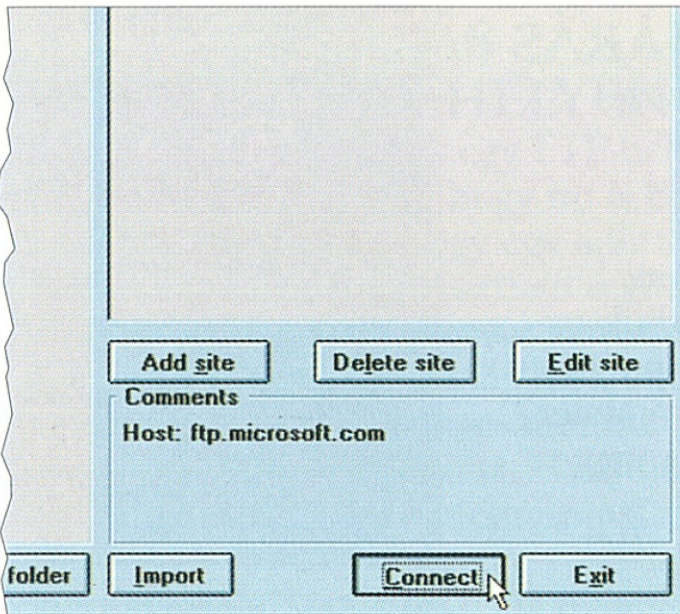 Add site Delete site Edit site
Comments
Host: ftp.microsoft.com
folder Import Connect Exit